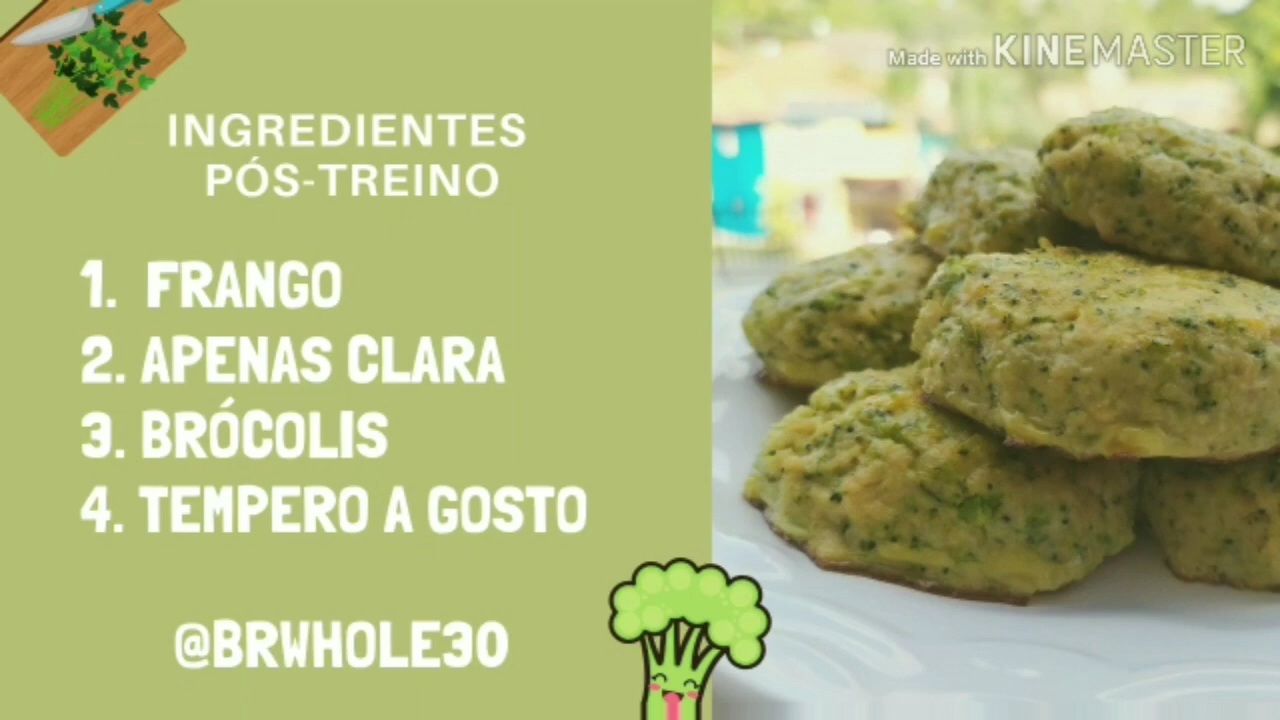 Made with KINEMASTER
INGREDIENTES
PÓS-TREINO
1. FRANGO
2. APENAS CLARA
3. BRÓCOLIS
4. TEMPERO A GOSTO
@BRWHOLE30